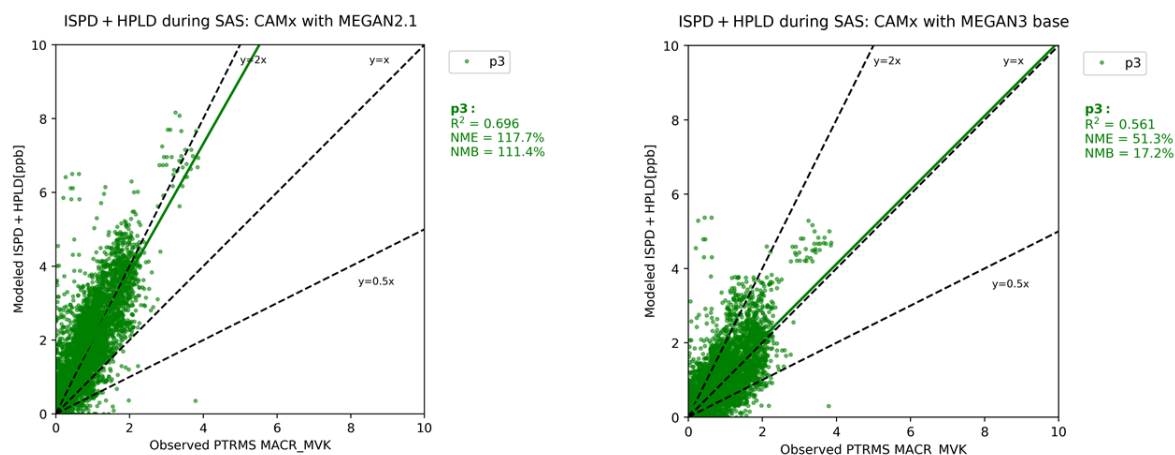 ISPD + HPLD during SAS: CAMx with MEGAN2.1
10
8
6
4
2
0
Modeled ISPD + HPLD[ppb]
y=2x
y=x
y=0.5x
0 2 4 6 8 10
Observed PTRMS MACR_MVK
p3
p3:
R² = 0.696
NME = 117.7%
NMB = 111.4%
ISPD + HPLD during SAS: CAMx with MEGAN3 base
10
8
6
4
2
0
Modeled ISPD + HPLD[ppb]
y=2x
y=x
y=0.5x
0 2 4 6 8 10
Observed PTRMS MACR MVK
p3
p3:
R² = 0.561
NME = 51.3%
NMB = 17.2%